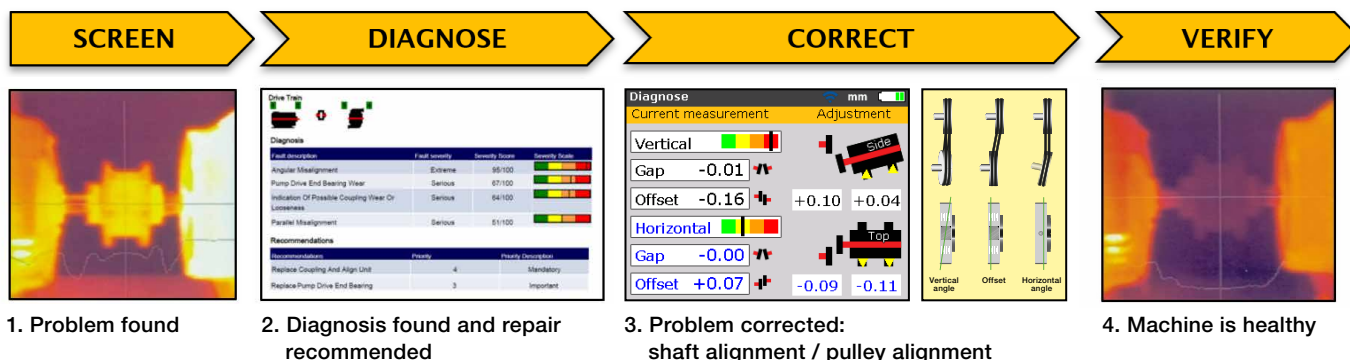 SCREEN
DIAGNOSE
CORRECT
VERIFY
Drive Train
Diagnosis
Fault description Fault severity Severity Score Severity Scale
Angular Misalignment Extreme 95/100
Pump Drive End Bearing Wear Serious 67/100
Indication Of Possible Coupling Wear Or Serious 64/100
Looseness
Parallel Misalignment Serious 51/100
Recommendations
Recommendations Priority Priority Description
Replace Coupling And Align Unit 4 Mandatory
Replace Pump Drive End Bearing 3 Important
Diagnose mm
Current measurement Adjustment
Vertical
Side
Gap -0.01
Offset -0.16 +0.10 +0.04
Horizontal
Top
Gap -0.00
Offset +0.07 -0.09 -0.11
Vertical Offset Horizontal
angle angle
1. Problem found
2. Diagnosis found and repair
recommended
3. Problem corrected:
shaft alignment / pulley alignment
4. Machine is healthy